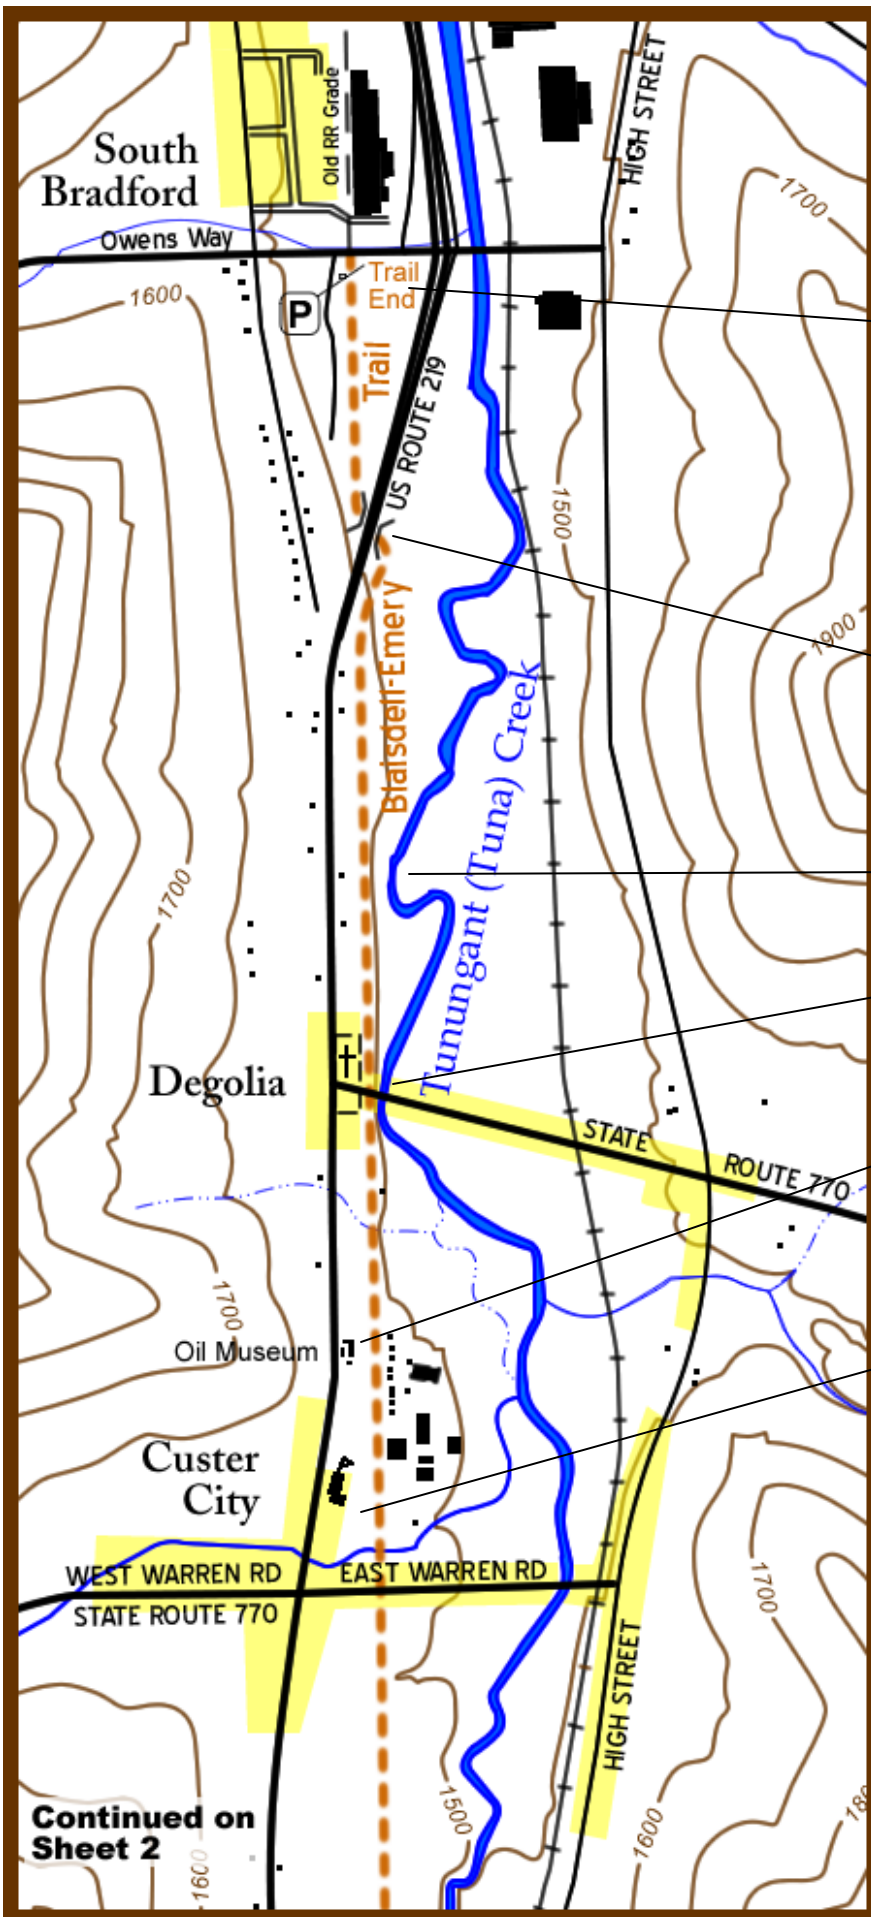 HIGH STREET
Old RR Grade
South
Bradford
1700
Owens Way
Trail
End
1600
P
Trail
US ROUTE 219
1500
1900
Blaisdell-Emery
Tunungant (Tuna) Creek
1700
Degolia
STATE
ROUTE 770
1700
Oil Museum
Custer
City
WEST WARREN RD
EAST WARREN RD
STATE ROUTE 770
1700
HIGH STREET
1500
1600
Continued on
Sheet 2
1600